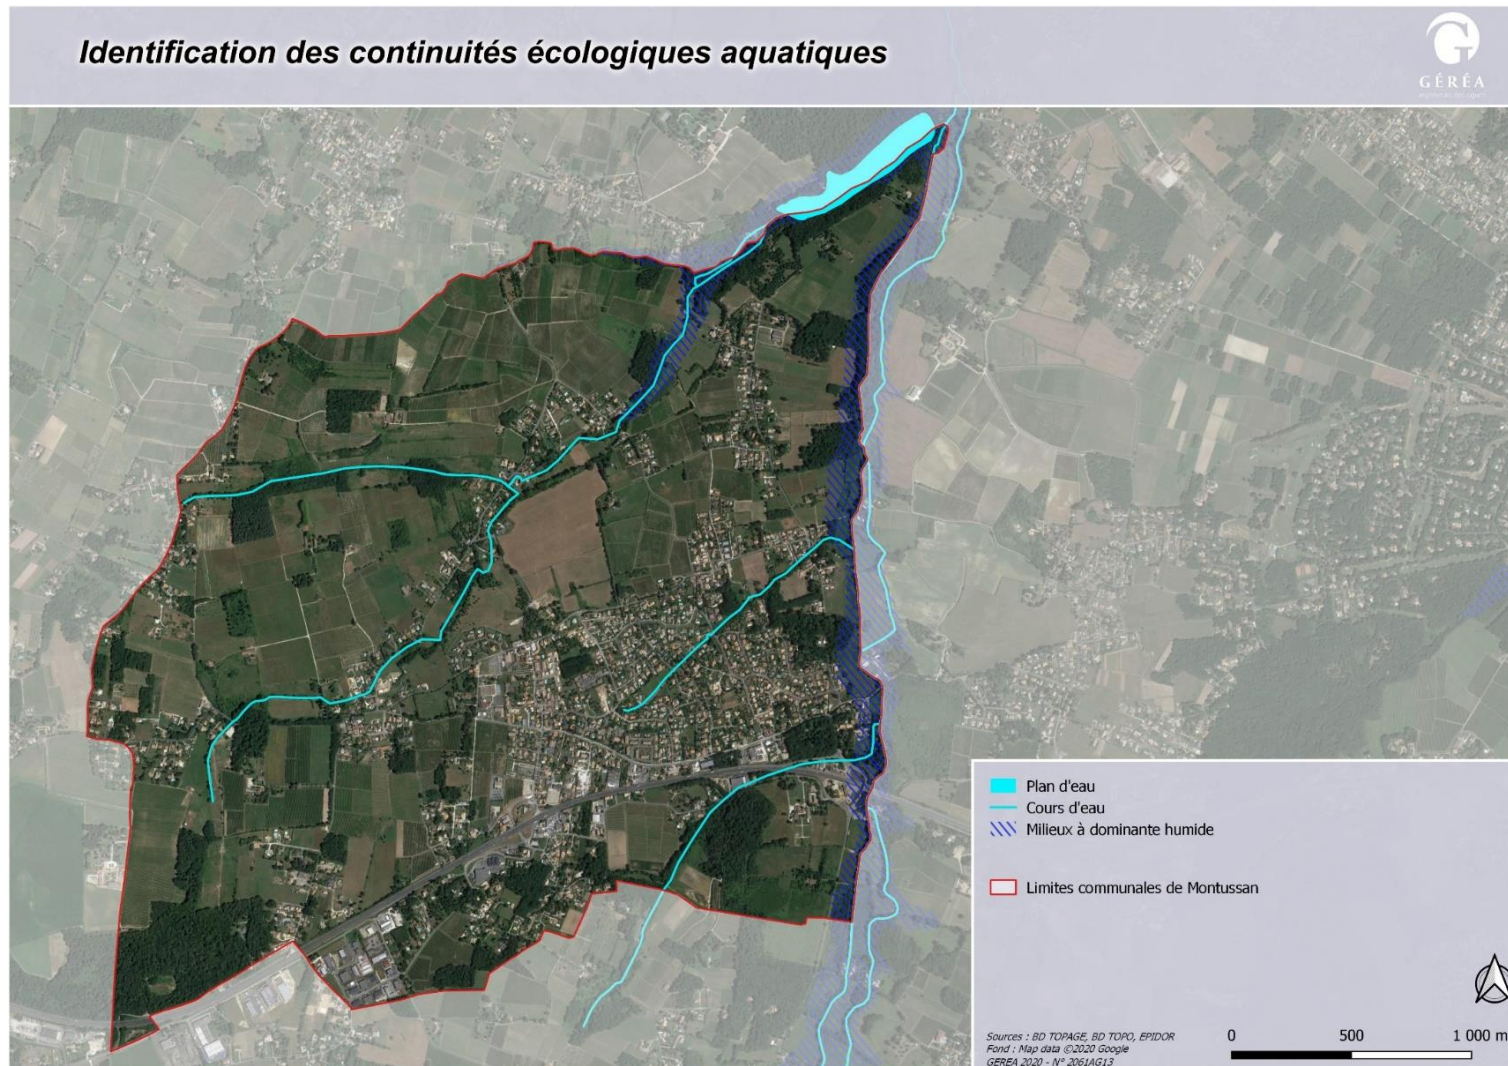 Identification des continuités écologiques aquatiques
GÉRÉA
Plan d'eau
Cours d'eau
Milieux à dominante humide
Limites communales de Montussan
Sources : BD TOPAGE, BD TOPO, EPIDOR
Fond : Map data ©2020 Google
GEREA 2020 - N° 2061AG13
0 500 1 000 m